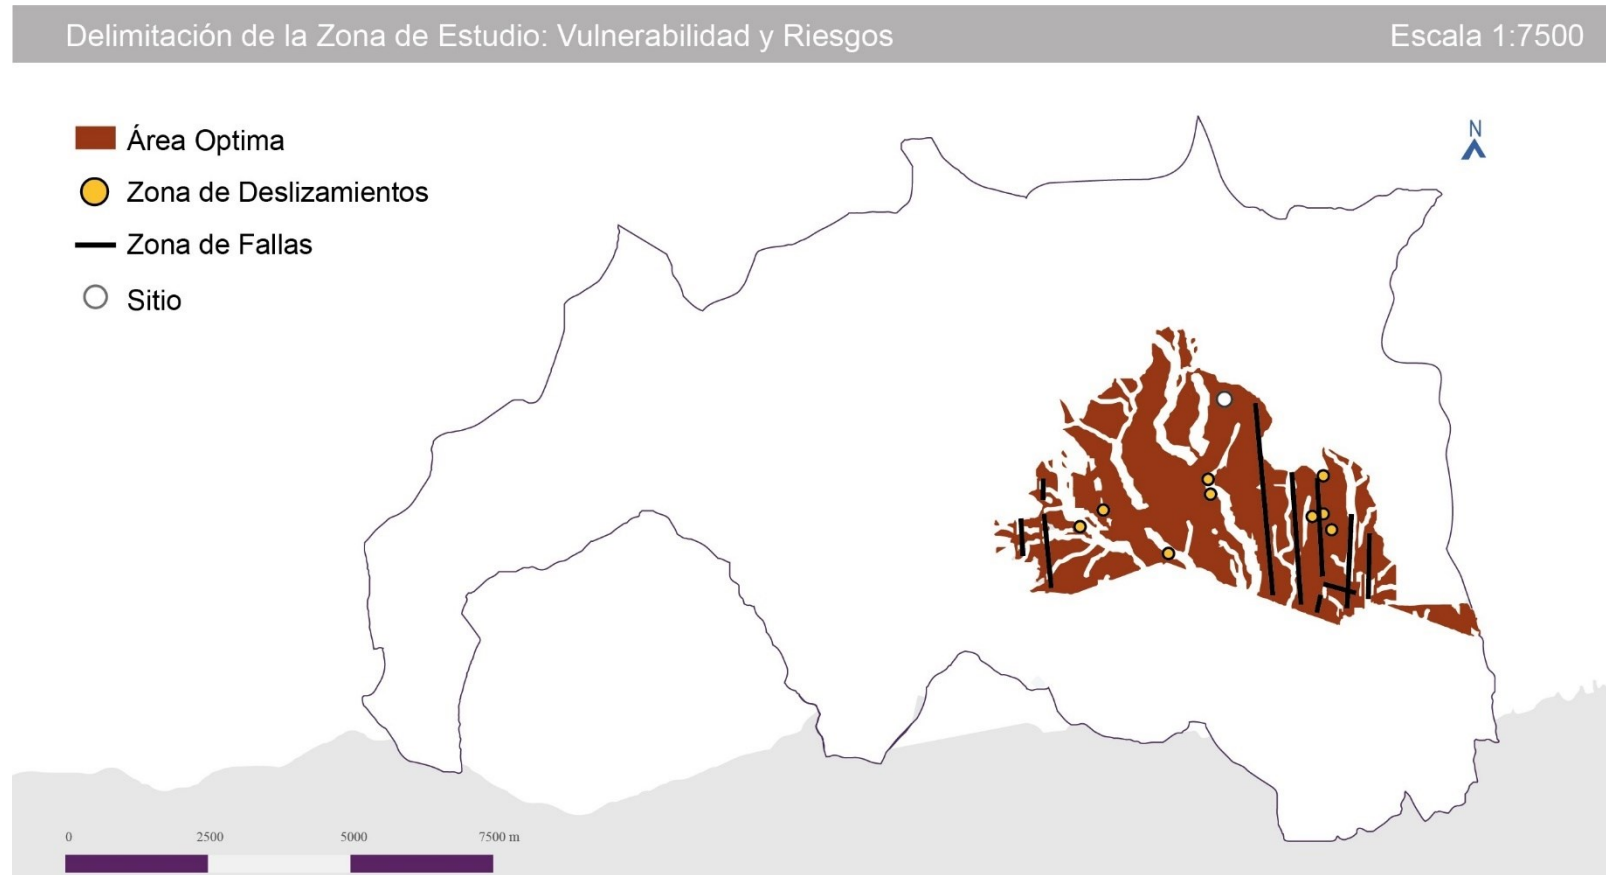 Delimitación de la Zona de Estudio: Vulnerabilidad y Riesgos Escala 1:7500
Área Optima
Zona de Deslizamientos
Zona de Fallas
Sitio
N
0 2500 5000 7500 m